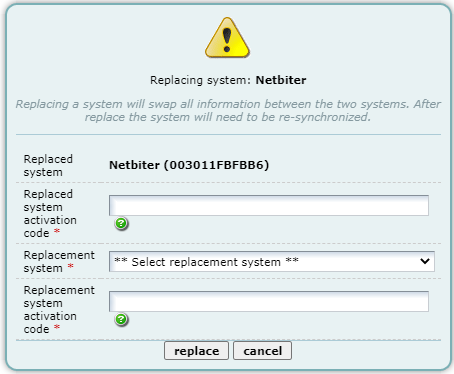 Replacing system: Netbiter
Replacing a system will swap all information between the two systems. After
replace the system will need to be re-synchronized.
Replaced
system
Netbiter (003011FBFBB6)
Replaced
system
activation
code *
?
Replacement
system *
** Select replacement system **
Replacement
system
activation
code *
?
replace cancel